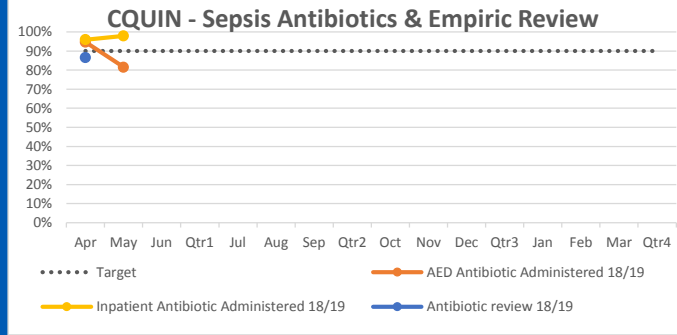 CQUIN - Sepsis Antibiotics & Empiric Review
100%
90%
80%
70%
60%
50%
40%
30%
20%
10%
0%
Apr May Jun Qtr1 Jul Aug Sep Qtr2 Oct Nov Dec Qtr3 Jan Feb Mar Qtr4
Target AED Antibiotic Administered 18/19
Inpatient Antibiotic Administered 18/19 Antibiotic review 18/19